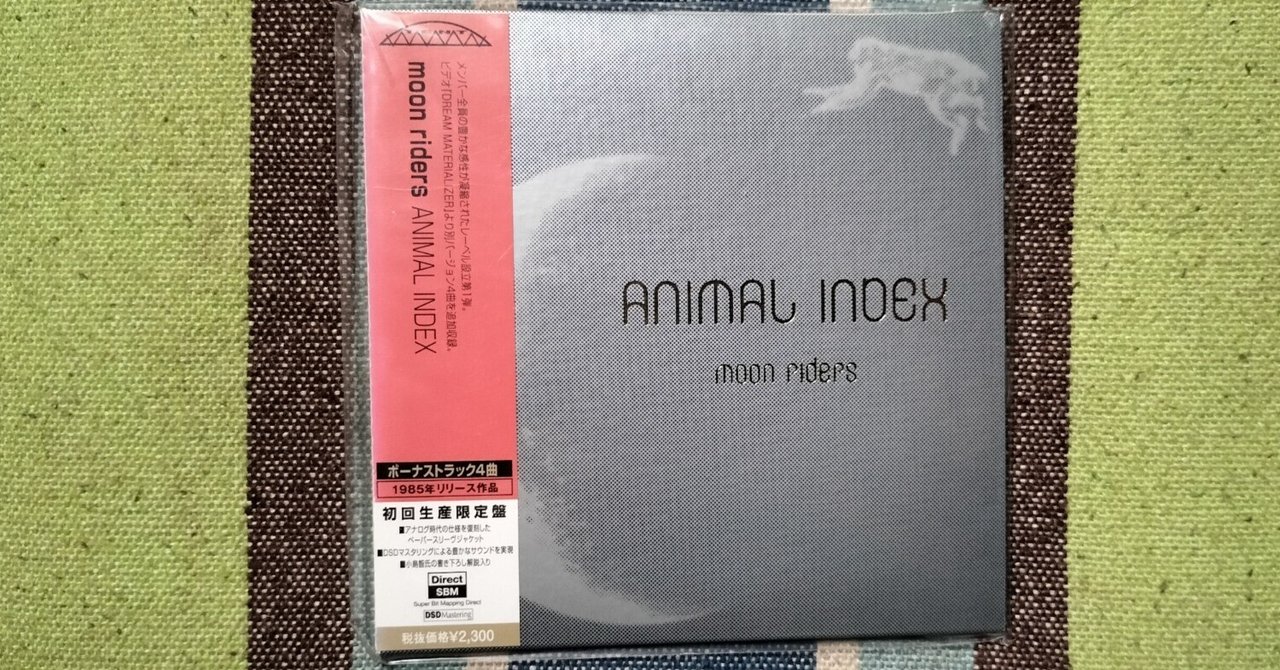 メンバー全員の豊かな感性が凝縮されたレーベル設立第1弾。
ビデオ「DREAM MATERIALIZER」より別バージョン4曲を追加収録。
moon riders ANIMAL INDEX
ボーナストラック4曲
1985年リリース作品
初回生産限定盤
■アナログ時代の仕様を復刻した
ペーパースリーヴジャケット
■DSDマスタリングによる豊かなサウンドを実現
■小島智氏の書き下ろし解説入り
Direct
SBM
Super Bit Mapping Direct
DSD Mastering
税抜価格¥2,300
ANIMAL INDEX
moon riders